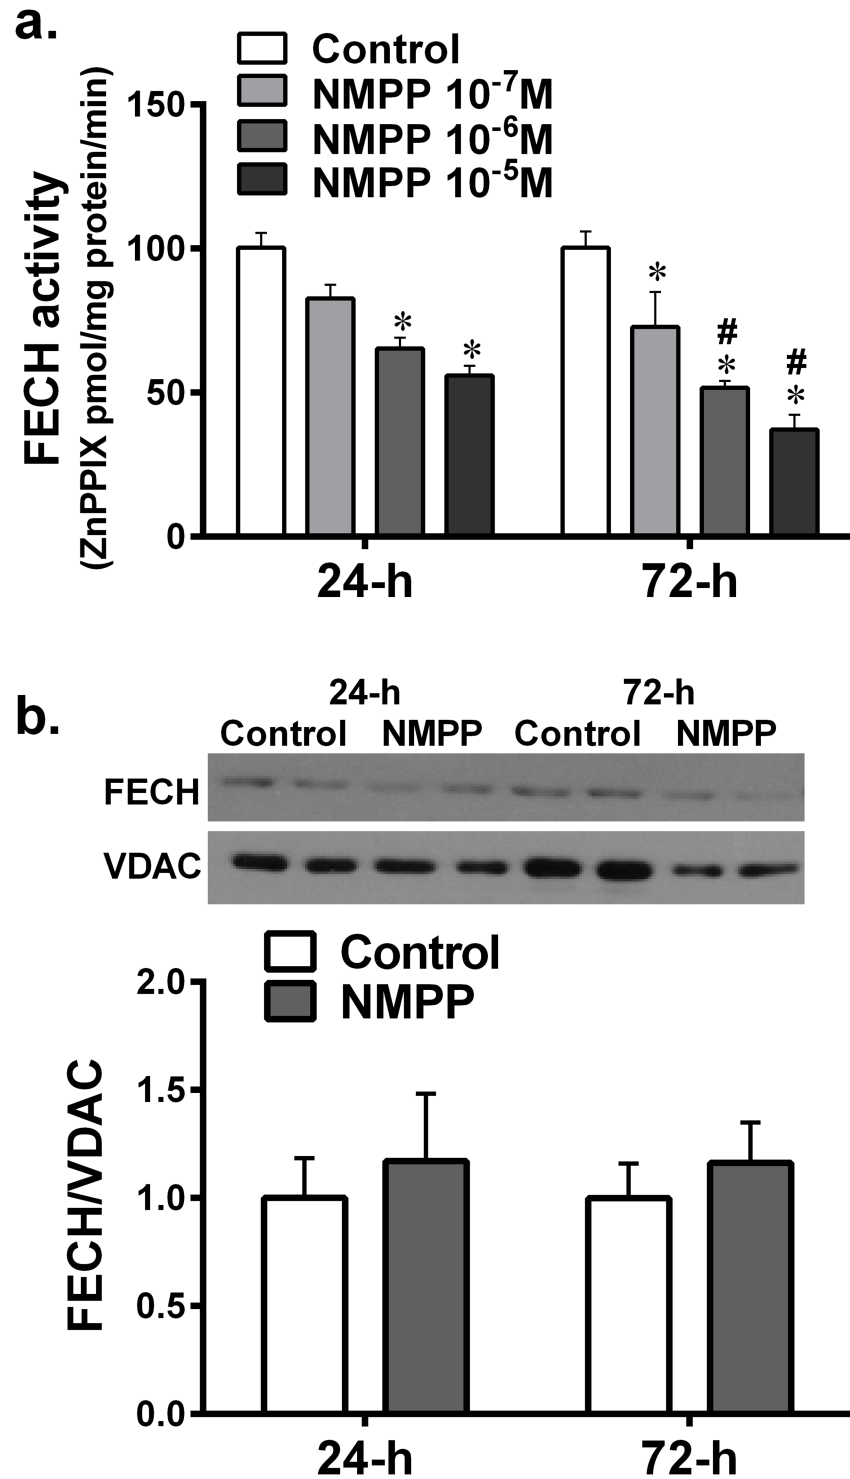 a.
Control
NMPP 10⁻⁷M
NMPP 10⁻⁶M
NMPP 10⁻⁵M
FECH activity
(ZnPPIX pmol/mg protein/min)
150
100
50
0
*
*
*
#
*
#
*
24-h
72-h
b.
24-h 72-h
Control NMPP Control NMPP
FECH
VDAC
Control
NMPP
FECH/VDAC
2.0
1.5
1.0
0.5
0.0
24-h
72-h